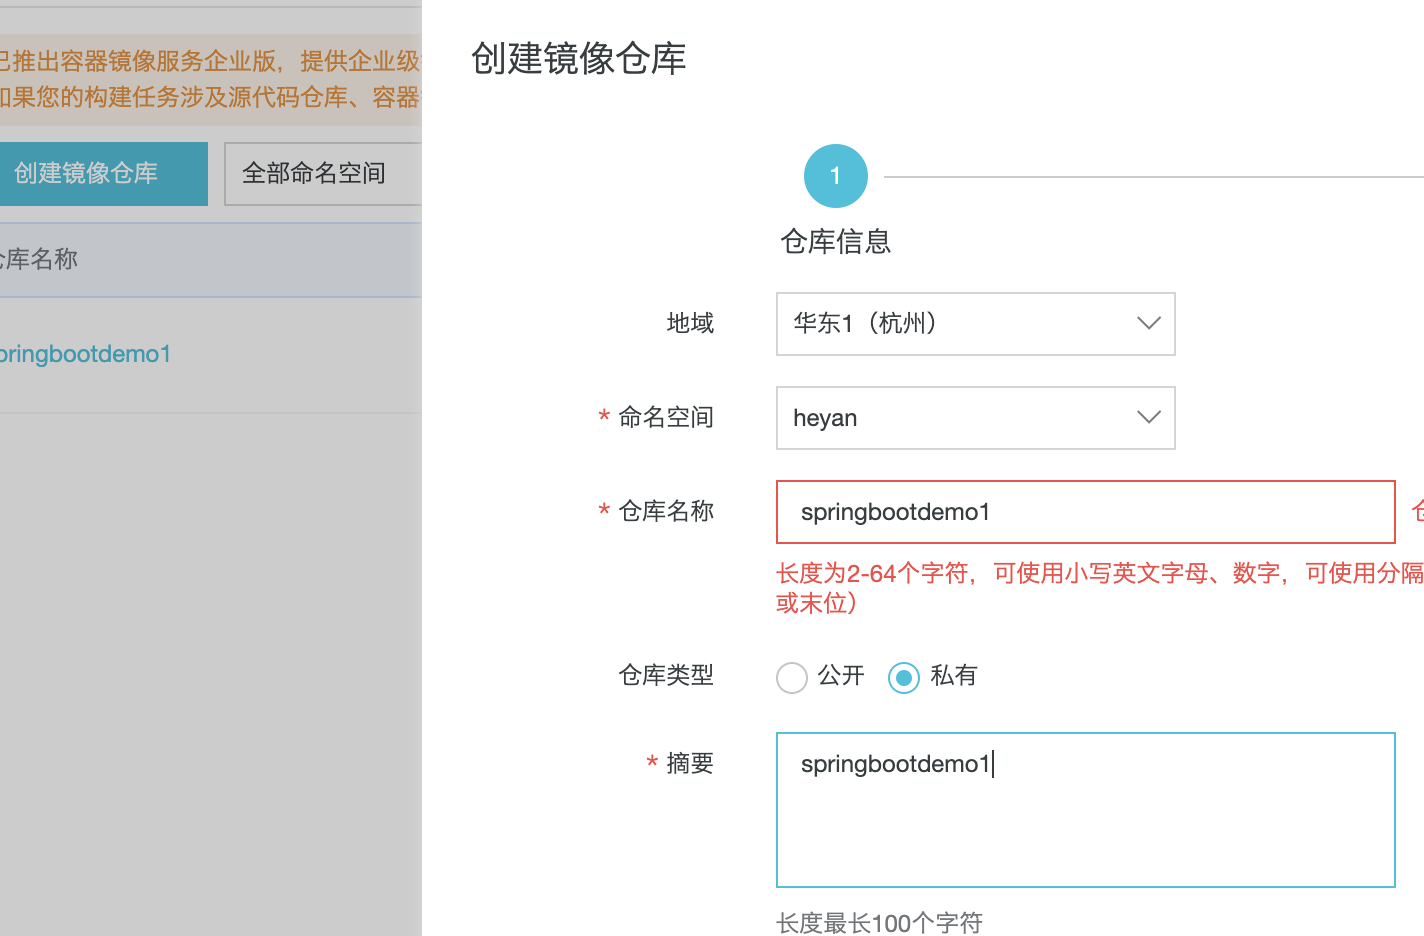 创建镜像仓库
已推出容器镜像服务企业版，提供企业级
如果您的构建任务涉及源代码仓库、容器
创建镜像仓库
全部命名空间
仓库名称
pringbootdemo1
1
仓库信息
地域
华东1（杭州）
* 命名空间
heyan
* 仓库名称
springbootdemo1
仓
长度为2-64个字符，可使用小写英文字母、数字，可使用分隔
或末位）
仓库类型
公开
私有
* 摘要
springbootdemo1
长度最长100个字符